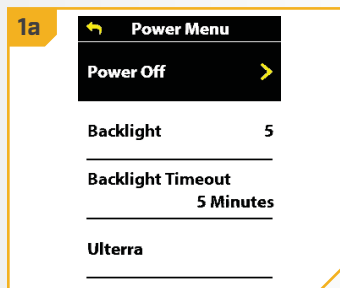 1a
Power Menu
Power Off
Backlight 5
Backlight Timeout
5 Minutes
Ulterra